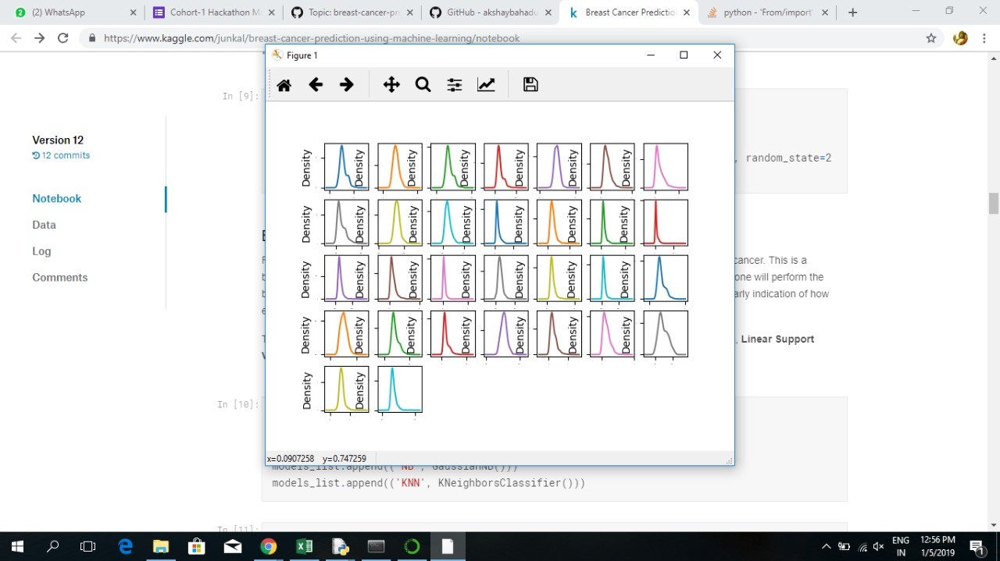 (2) WhatsApp
Cohort-1 Hackathon M
Topic: breast-cancer-pr
GitHub - akshaybahadu
Breast Cancer Predictio
python - 'From/import'
https://www.kaggle.com/junkal/breast-cancer-prediction-using-machine-learning/notebook
Figure 1
In [9]:
Version 12
12 commits
, random_state=2
Notebook
Data
Log
Comments
Density Density Density Density Density Density Density
Density Density Density Density Density Density Density
Density Density Density Density Density Density Density
Density Density Density Density Density Density Density
Density Density
cancer. This is a
one will perform the
arly indication of how
, Linear Support
In [10]:
x=0.0907258 y=0.747259
models_list.append(('NB', GaussianNB()))
models_list.append(('KNN', KNeighborsClassifier()))
In [11]:
ENG
IN
12:56 PM
1/5/2019
1